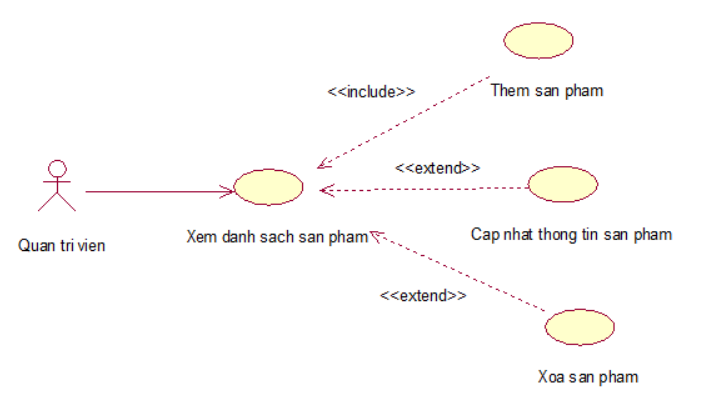 Them san pham
<<include>>
<<extend>>
Quan tri vien
Xem danh sach san pham
Cap nhat thong tin san pham
<<extend>>
Xoa san pham